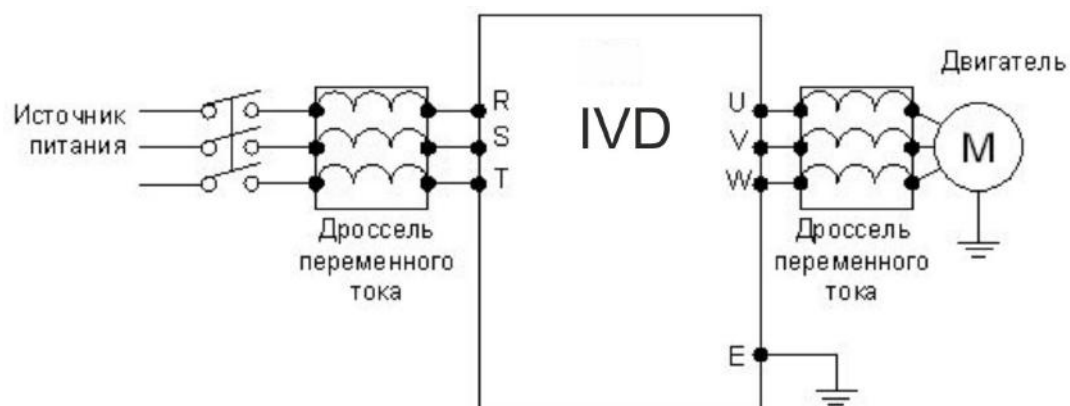 Источник
питания
Дроссель
переменного
тока
R
S
T
IVD
U
V
W
E
Дроссель
переменного
тока
Двигатель
M